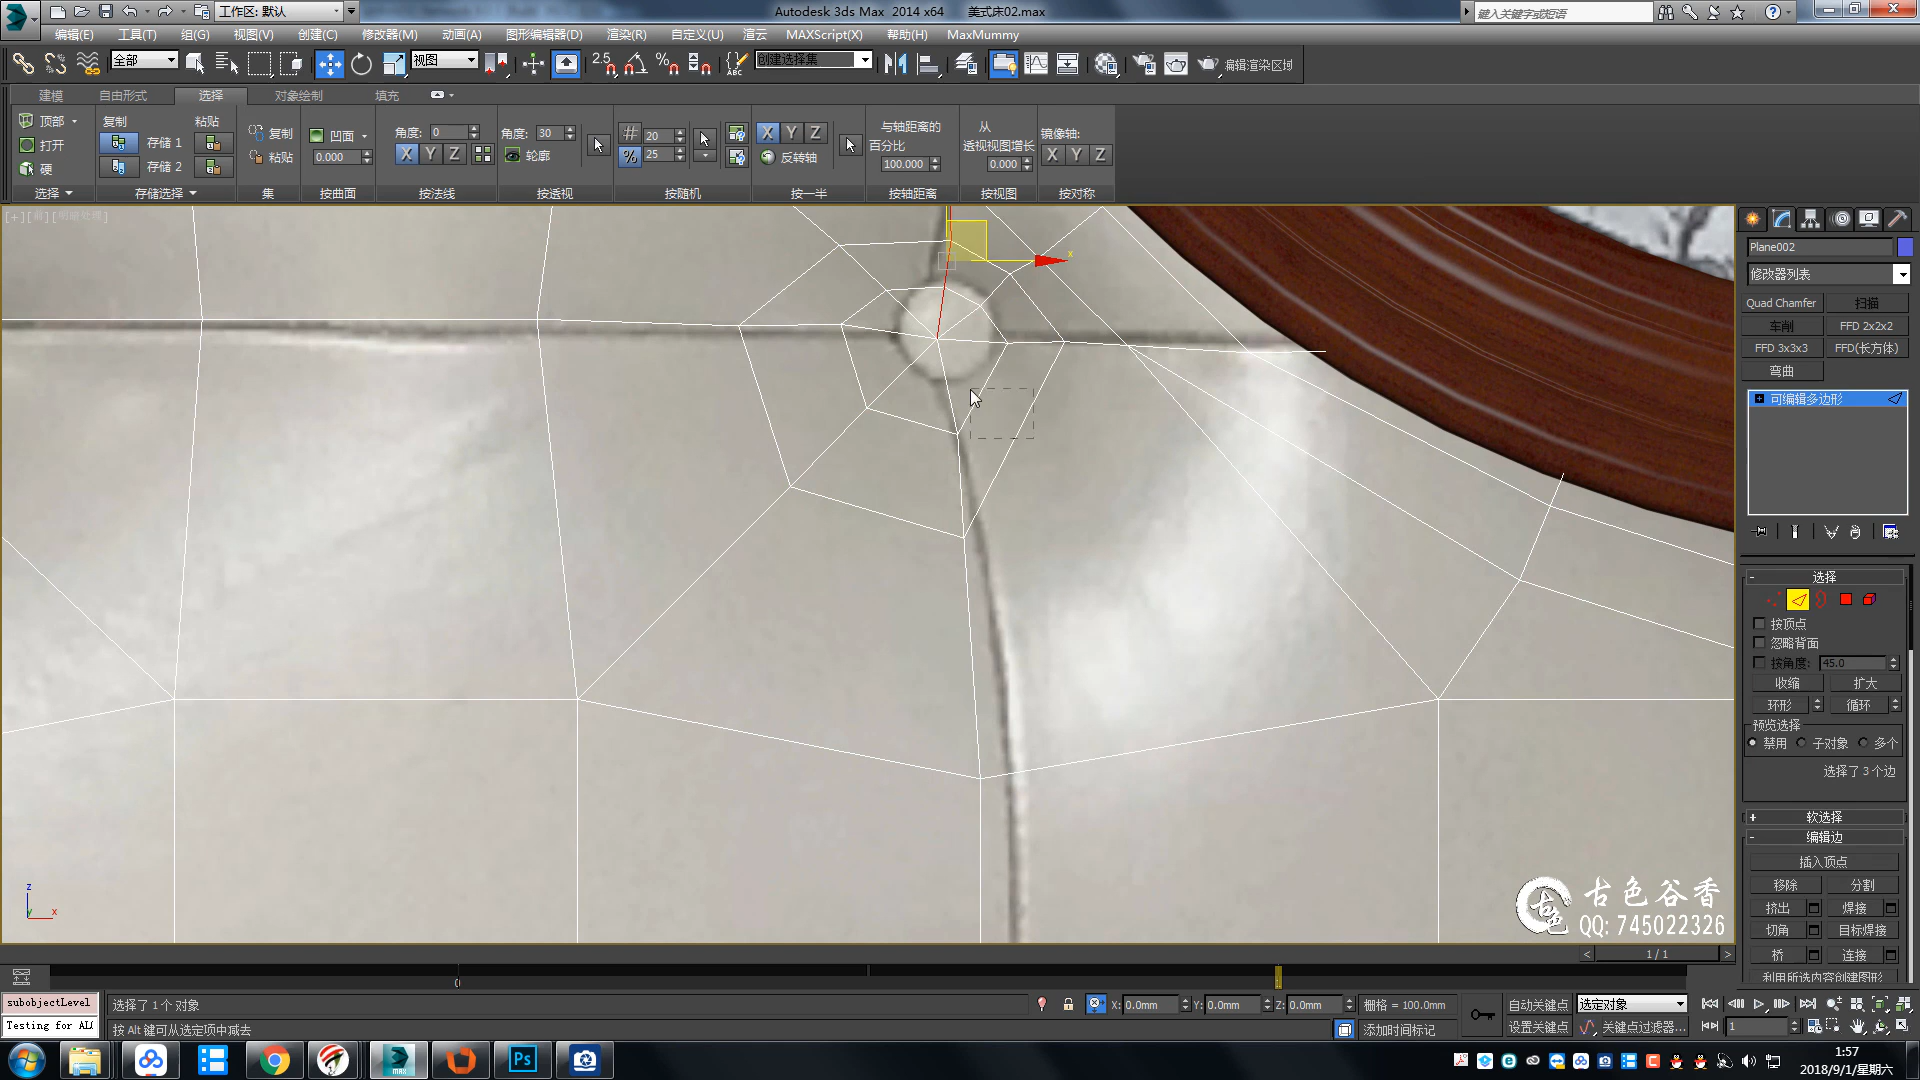 工作区: 默认
Autodesk 3ds Max  2014 x64    美式床02.max
键入关键字或短语
编辑(E) 工具(T) 组(G) 视图(V) 创建(C) 修改器(M) 动画(A) 图形编辑器(D) 渲染(R) 自定义(U) 渲云 MAXScript(X) 帮助(H) MaxMummy
全部 视图 2.5 创建选择集 编辑渲染区域
建模 自由形式 选择 对象绘制 填充
顶部 复制 粘贴
打开 存储 1
硬 存储 2
复制 凹面
粘贴 0.000
角度: 0
X Y Z
角度: 30
轮廓
20
% 25
X Y Z
反转轴
与轴距离的
百分比
100.000
从
透视视图增长
0.000
镜像轴:
X Y Z
选择 存储选择 集 按曲面 按法线 按透视 按随机 按一半 按轴距离 按视图 按对称
x
Plane002
修改器列表
Quad Chamfer 扫描
车削 FFD 2x2x2
FFD 3x3x3 FFD(长方体)
弯曲
可编辑多边形
选择
按顶点
忽略背面
按角度: 45.0
收缩 扩大
环形 循环
预览选择
禁用 子对象 多个
选择了 3 个边
软选择
编辑边
插入顶点
移除 分割
挤出 焊接
切角 目标焊接
桥 连接
利用所选内容创建图形
z
y x
古色谷香
QQ: 745022326
1 / 1
0
subobjectLevel
Testing for AL
选择了 1 个 对象
按 Alt 键可从选定项中减去
X: 0.0mm Y: 0.0mm Z: 0.0mm 栅格 = 100.0mm
添加时间标记
自动关键点 选定对象
设置关键点 关键点过滤器...
1
Ps
1:57
2018/9/1/星期六